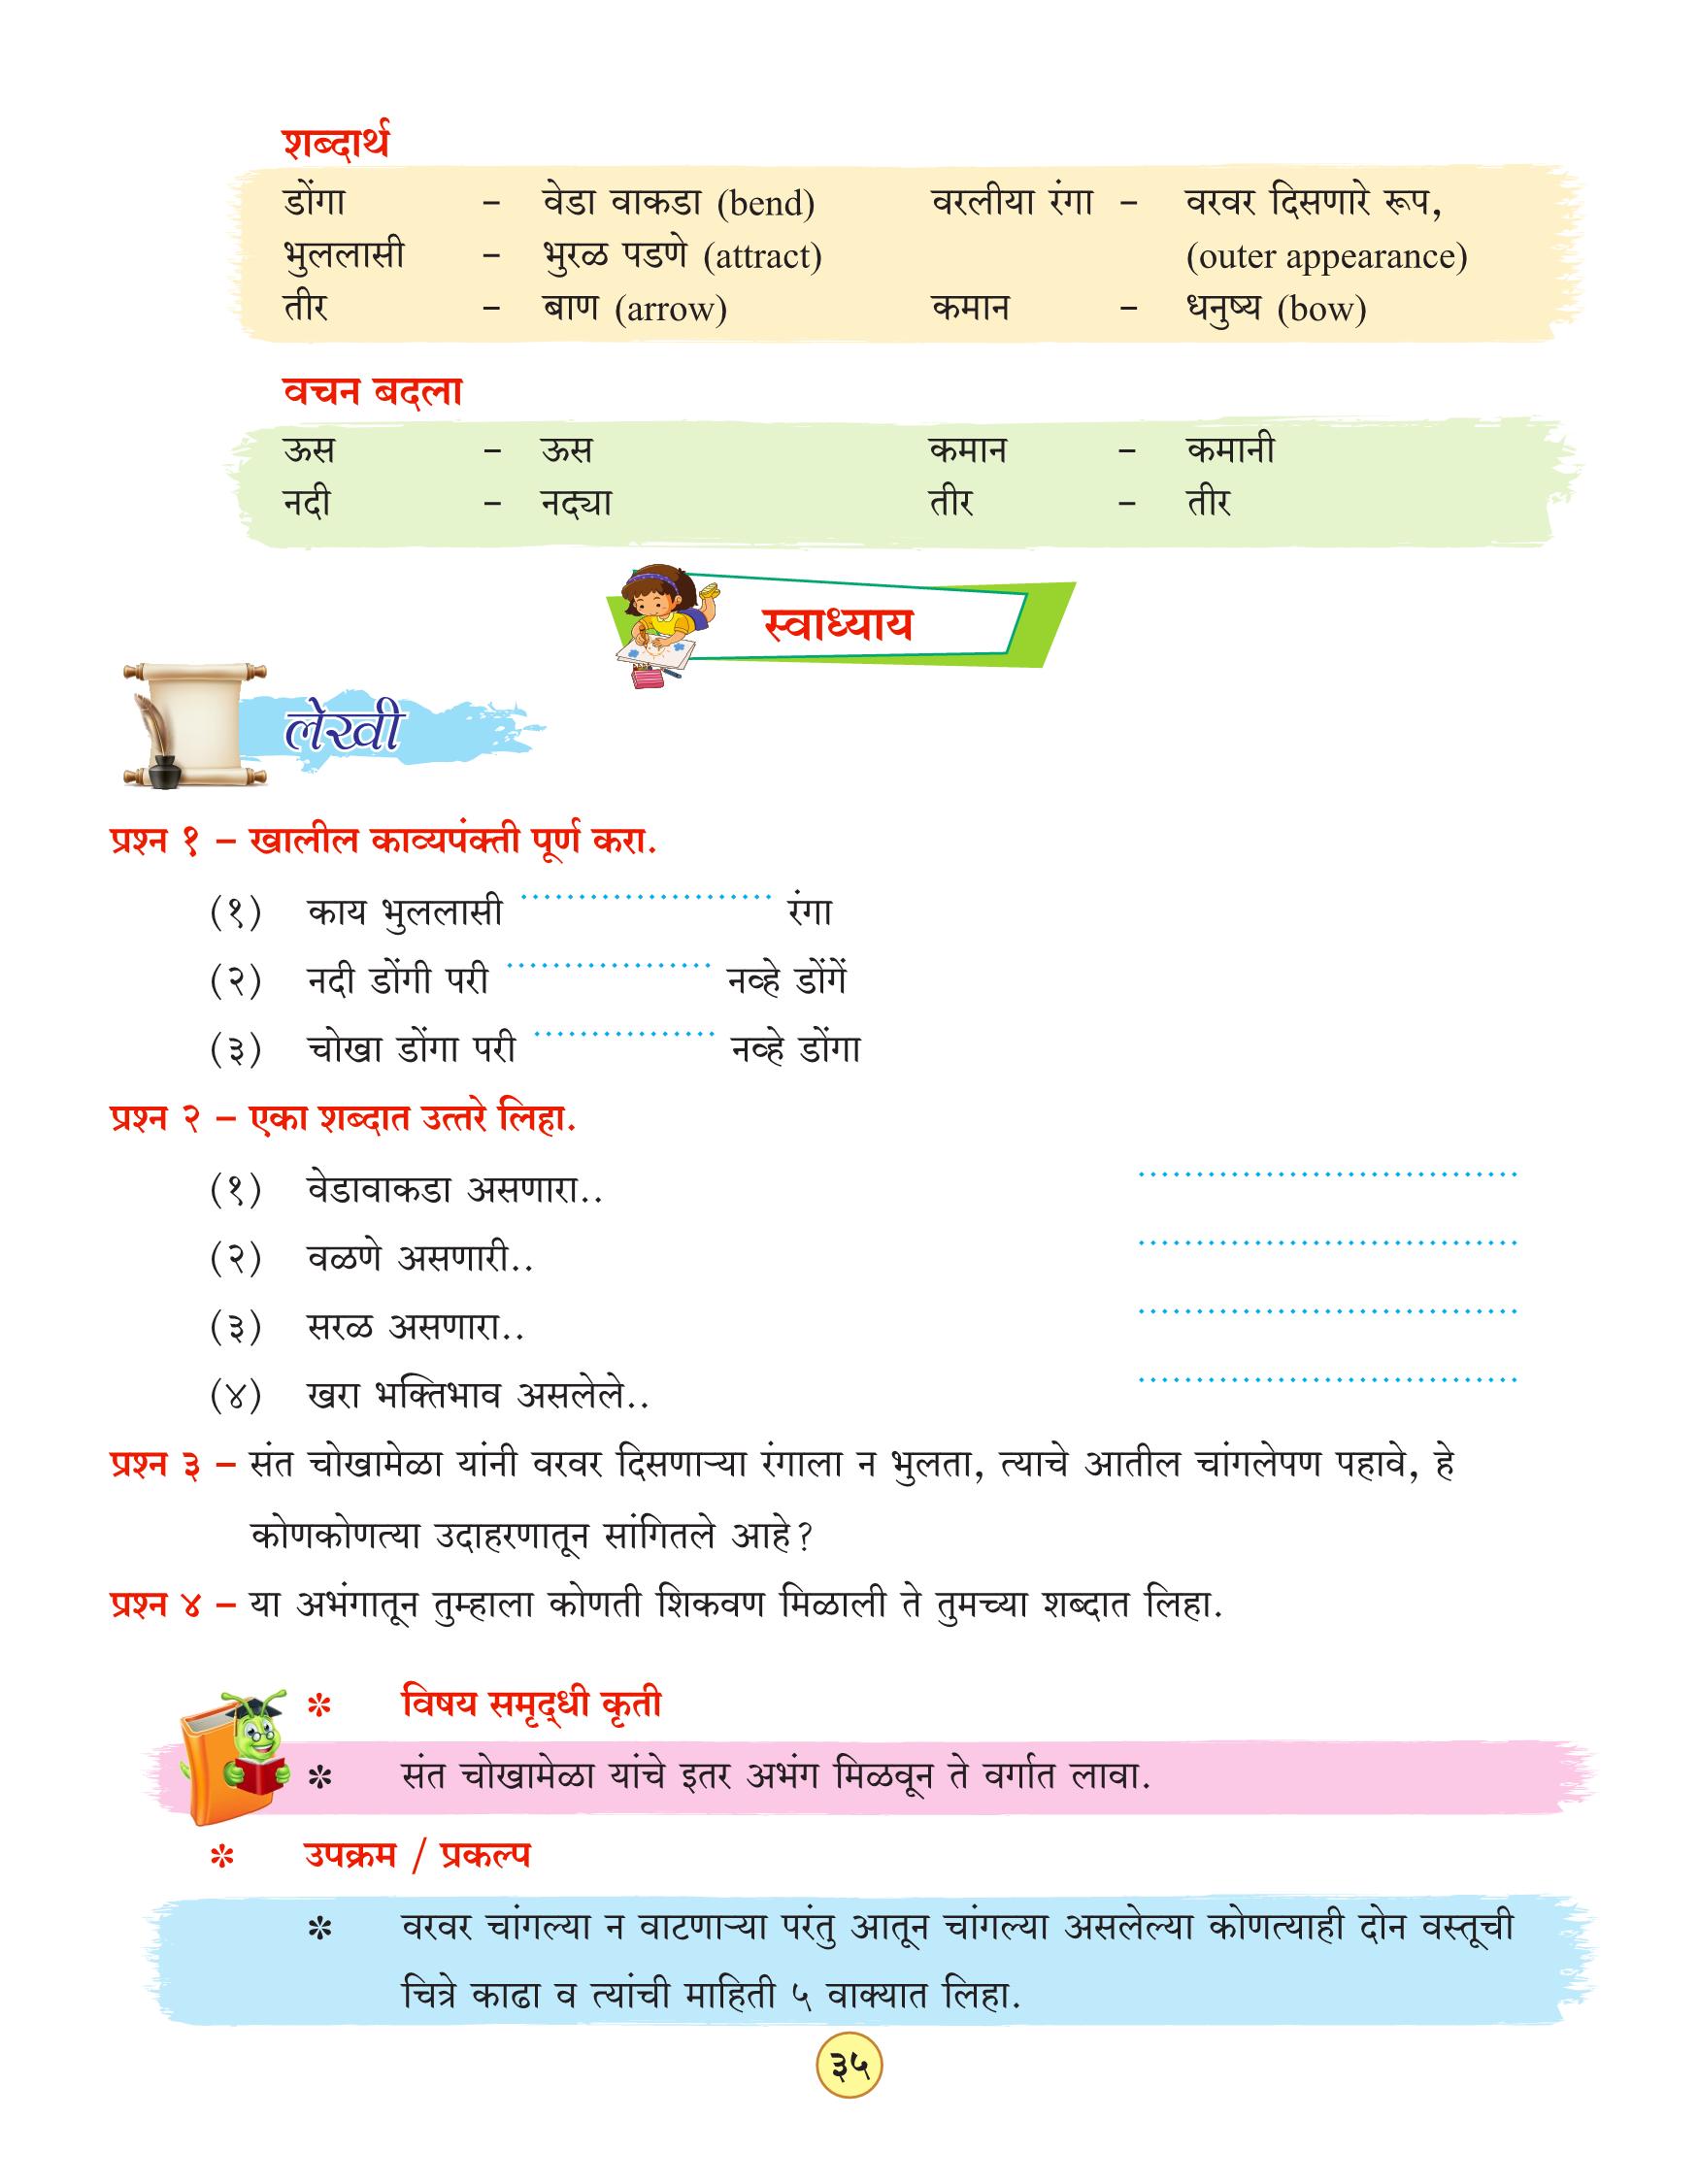 शब्दार्थ
डोंगा – वेडा वाकडा (bend) वरलीया रंगा – वरवर दिसणारे रूप,
भुललासी – भुरळ पडणे (attract) (outer appearance)
तीर – बाण (arrow) कमान – धनुष्य (bow)
वचन बदला
ऊस – ऊस कमान – कमानी
नदी – नद्या तीर – तीर
स्वाध्याय
लेखी
प्रश्न १ – खालील काव्यपंक्ती पूर्ण करा.
(१) काय भुललासी ...................... रंगा
(२) नदी डोंगी परी .................. नव्हे डोंगें
(३) चोखा डोंगा परी ................ नव्हे डोंगा
प्रश्न २ – एका शब्दात उत्तरे लिहा.
(१) वेडावाकडा असणारा.. .................................
(२) वळणे असणारी.. .................................
(३) सरळ असणारा.. .................................
(४) खरा भक्तिभाव असलेले.. .................................
प्रश्न ३ – संत चोखामेळा यांनी वरवर दिसणाऱ्या रंगाला न भुलता, त्याचे आतील चांगलेपण पहावे, हे
कोणकोणत्या उदाहरणातून सांगितले आहे?
प्रश्न ४ – या अभंगातून तुम्हाला कोणती शिकवण मिळाली ते तुमच्या शब्दात लिहा.
* विषय समृद्धी कृती
* संत चोखामेळा यांचे इतर अभंग मिळवून ते वर्गात लावा.
* उपक्रम / प्रकल्प
* वरवर चांगल्या न वाटणाऱ्या परंतु आतून चांगल्या असलेल्या कोणत्याही दोन वस्तूची
चित्रे काढा व त्यांची माहिती ५ वाक्यात लिहा.
३५